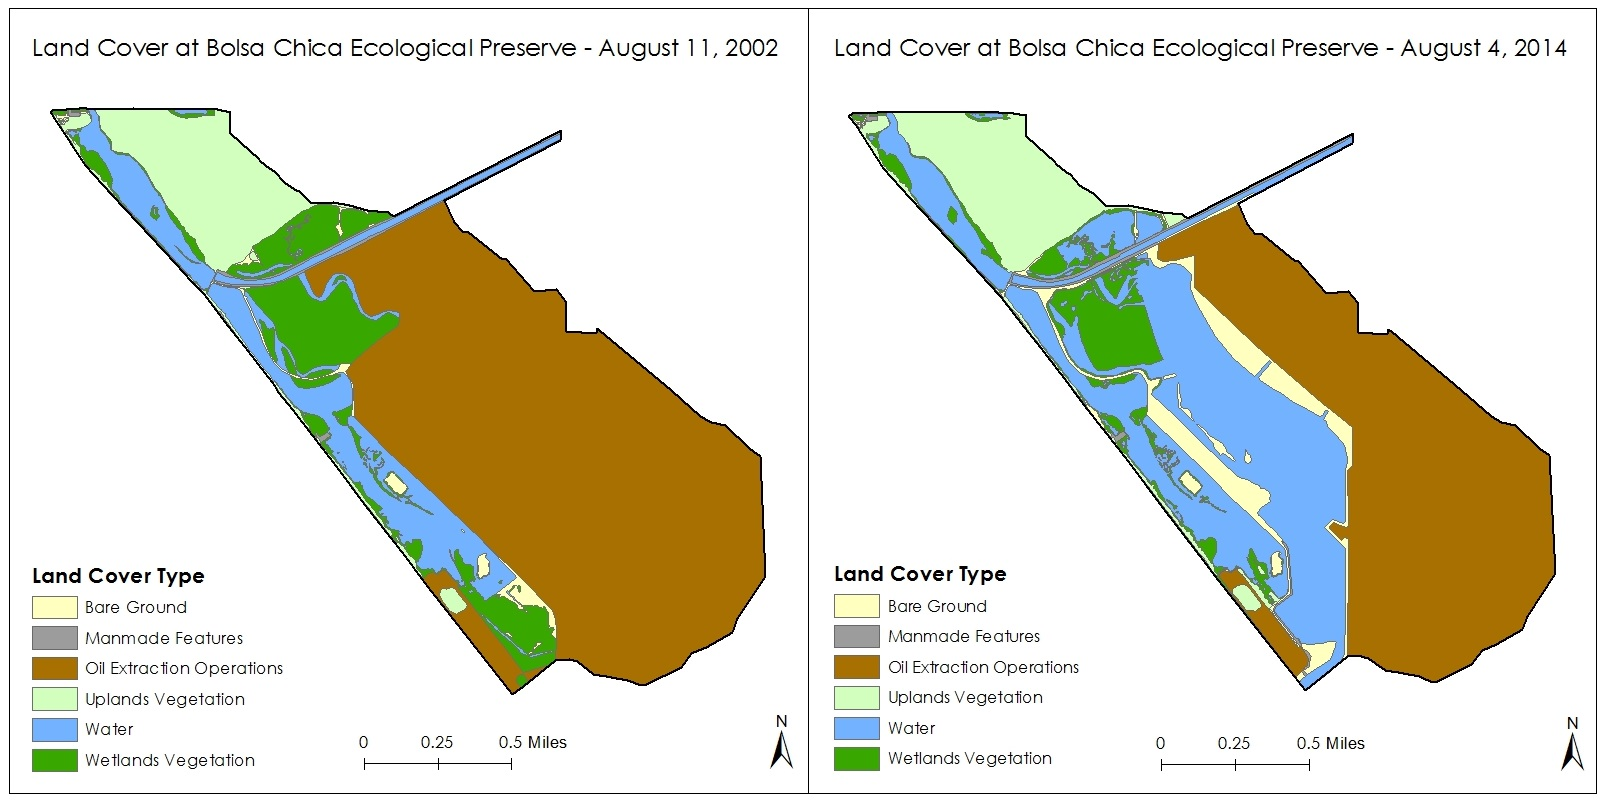 Land Cover at Bolsa Chica Ecological Preserve - August 11, 2002
Land Cover Type
Bare Ground
Manmade Features
Oil Extraction Operations
Uplands Vegetation
Water
Wetlands Vegetation
0 0.25 0.5 Miles
N
Land Cover at Bolsa Chica Ecological Preserve - August 4, 2014
Land Cover Type
Bare Ground
Manmade Features
Oil Extraction Operations
Uplands Vegetation
Water
Wetlands Vegetation
0 0.25 0.5 Miles
N